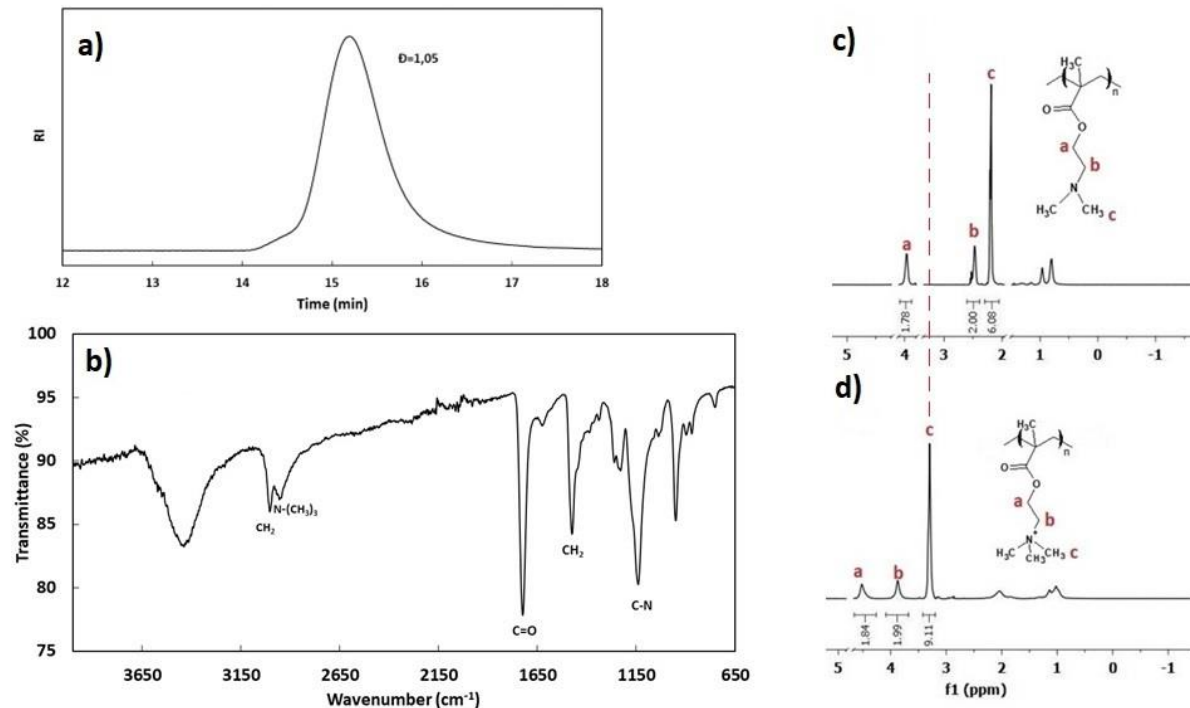 a)
Đ=1,05
RI
12 13 14 15 16 17 18
Time (min)
b)
100
95
90
85
80
75
Transmittance (%)
CH2
N-(CH3)3
C=O
CH2
C-N
3650 3150 2650 2150 1650 1150 650
Wavenumber (cm-1)
c)
c
H3C
n
O
O
a
b
N
H3C CH3 c
a
b
1.78
2.00
6.08
5 4 3 2 1 0 -1
d)
c
H3C
n
O
O
a
b
N+
H3C CH3 CH3 c
a
b
1.84
1.99
9.11
5 4 3 2 1 0 -1
f1 (ppm)